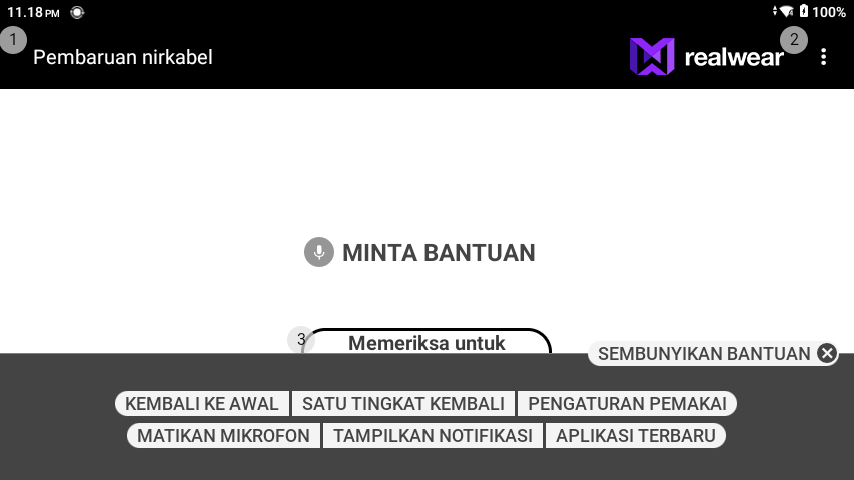 11.18 PM
100%
1
Pembaruan nirkabel
realwear
2
MINTA BANTUAN
3
Memeriksa untuk
SEMBUNYIKAN BANTUAN
KEMBALI KE AWAL
SATU TINGKAT KEMBALI
PENGATURAN PEMAKAI
MATIKAN MIKROFON
TAMPILKAN NOTIFIKASI
APLIKASI TERBARU